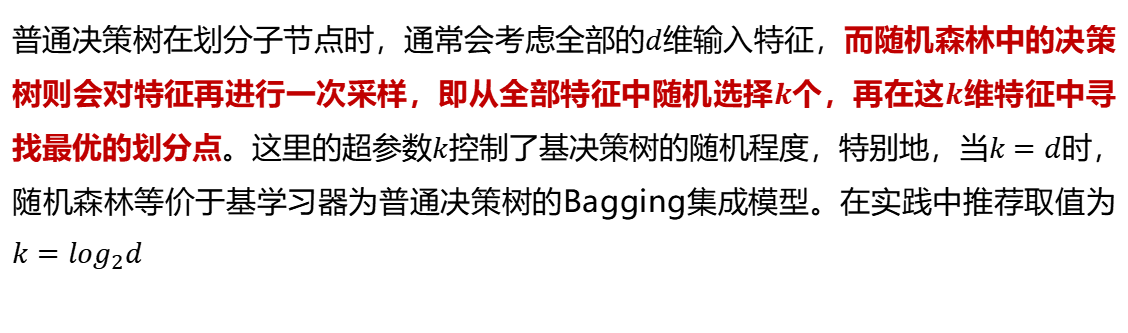 普通决策树在划分子节点时，通常会考虑全部的d维输入特征，而随机森林中的决策
树则会对特征再进行一次采样，即从全部特征中随机选择k个，再在这k维特征中寻
找最优的划分点。这里的超参数k控制了基决策树的随机程度，特别地，当k = d时，
随机森林等价于基学习器为普通决策树的Bagging集成模型。在实践中推荐取值为
k = log₂d